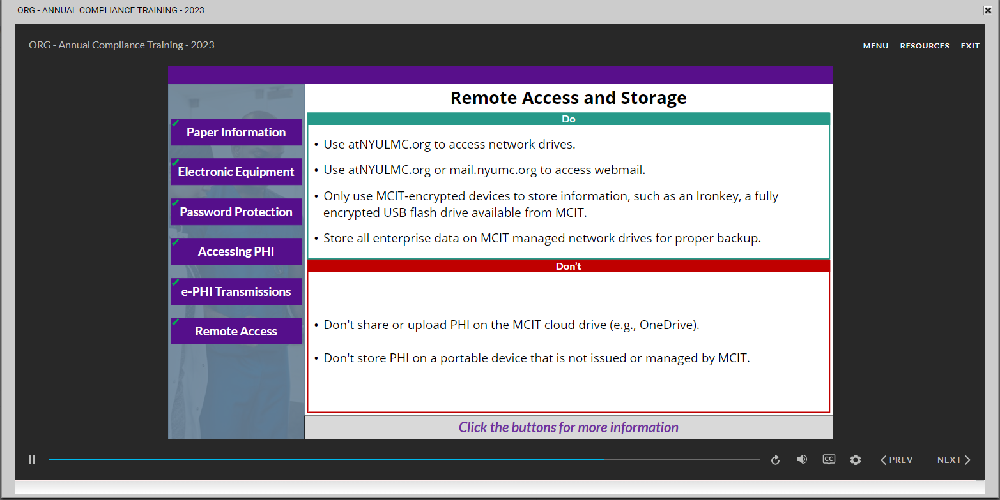 ORG - ANNUAL COMPLIANCE TRAINING - 2023
ORG - Annual Compliance Training - 2023
MENU RESOURCES EXIT
Paper Information
Electronic Equipment
Password Protection
Accessing PHI
e-PHI Transmissions
Remote Access
Remote Access and Storage
Do
• Use atNYULMC.org to access network drives.
• Use atNYULMC.org or mail.nyumc.org to access webmail.
• Only use MCIT-encrypted devices to store information, such as an Ironkey, a fully
encrypted USB flash drive available from MCIT.
• Store all enterprise data on MCIT managed network drives for proper backup.
Don't
• Don't share or upload PHI on the MCIT cloud drive (e.g., OneDrive).
• Don't store PHI on a portable device that is not issued or managed by MCIT.
Click the buttons for more information
CC
PREV NEXT